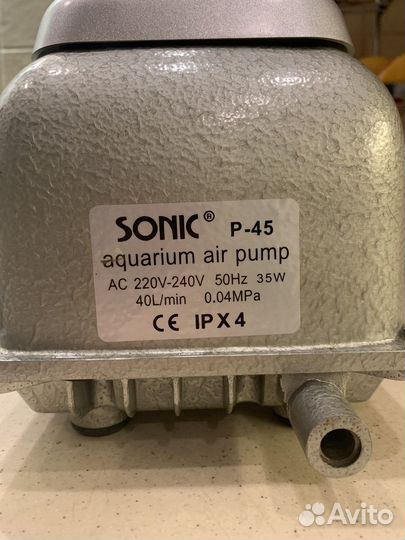 SONIC® P-45
aquarium air pump
AC 220V-240V 50Hz 35W
40L/min 0.04MPa
CE IPX4
Avito